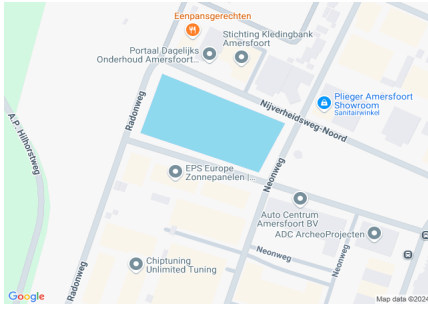 Eenpansgerechten
Stichting Kledingbank
Amersfoort
Portaal Dagelijks
Onderhoud Amersfoort...
Radonweg
Nijverheidsweg-Noord
Plieger Amersfoort
Showroom
Sanitairwinkel
A.P. Hilhorstweg
EPS Europe
Zonnepanelen |...
Neonweg
Auto Centrum
Amersfoort BV
ADC ArcheoProjecten
Neonweg
Neonweg
Chiptuning
Unlimited Tuning
Radonweg
Google
Map data ©2024